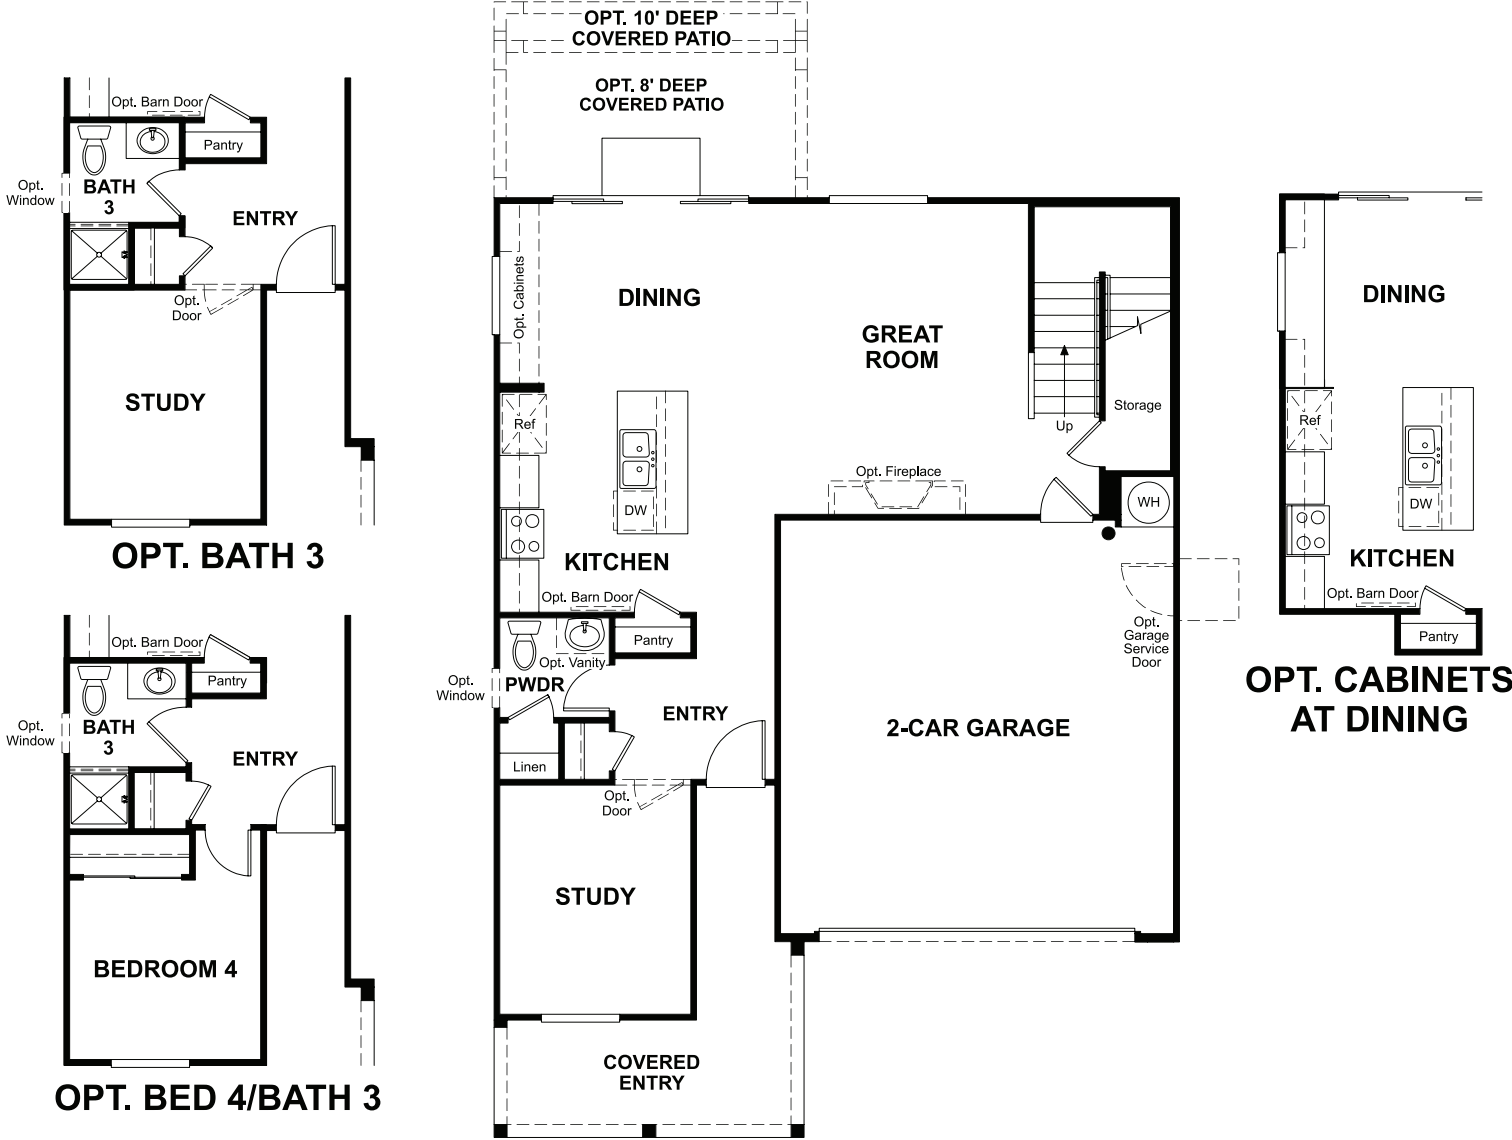 Opt. Barn Door
Pantry
Opt.
Window
BATH
3
ENTRY
Opt.
Door
STUDY
OPT. BATH 3
Opt. Barn Door
Pantry
Opt.
Window
BATH
3
ENTRY
BEDROOM 4
OPT. BED 4/BATH 3
OPT. 10' DEEP
COVERED PATIO
OPT. 8' DEEP
COVERED PATIO
Opt. Cabinets
DINING
GREAT
ROOM
Ref
Up
Storage
Opt. Fireplace
DW
WH
KITCHEN
Opt. Barn Door
Pantry
Opt. Vanity
Opt.
Window
PWDR
ENTRY
Linen
Opt.
Door
Opt.
Garage
Service
Door
2-CAR GARAGE
STUDY
COVERED
ENTRY
DINING
Ref
DW
KITCHEN
Opt. Barn Door
Pantry
OPT. CABINETS
AT DINING